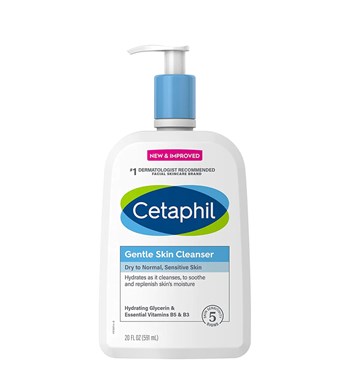 NEW & IMPROVED
#1 DERMATOLOGIST RECOMMENDED
FACIAL SKINCARE BRAND
Cetaphil
Gentle Skin Cleanser
Dry to Normal, Sensitive Skin
Hydrates as it cleanses, to soothe
and replenish skin's moisture
Hydrating Glycerin &
Essential Vitamins B5 & B3
5
SIGNS
20 FL OZ (591 mL)